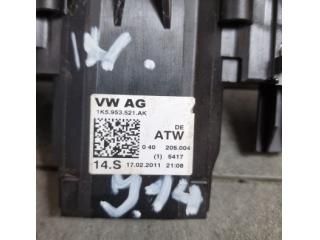 VW AG
1K5.953.521.AK
DE
ATW
0 40 205.004
(1) 5417
14.S 17.02.2011 21:08
914